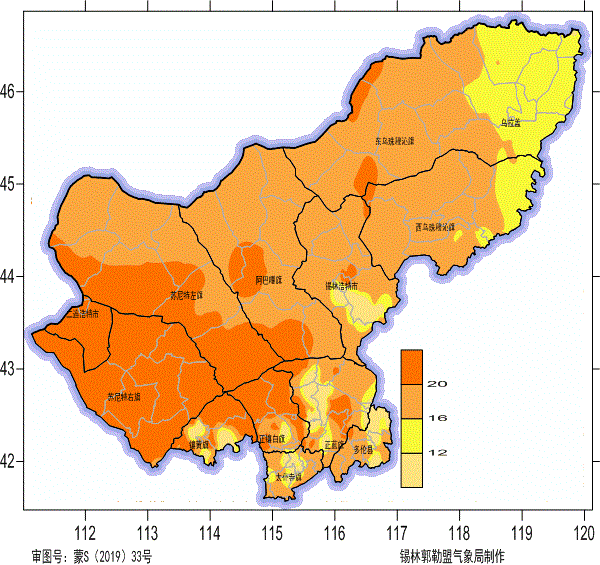 46
45
44
43
42
乌拉盖
东乌珠穆沁旗
西乌珠穆沁旗
锡林浩特市
阿巴嘎旗
苏尼特左旗
二连浩特市
苏尼特右旗
镶黄旗
正镶白旗
正蓝旗
多伦县
太仆寺旗
20
16
12
112 113 114 115 116 117 118 119 120
审图号：蒙S（2019）33号
锡林郭勒盟气象局制作